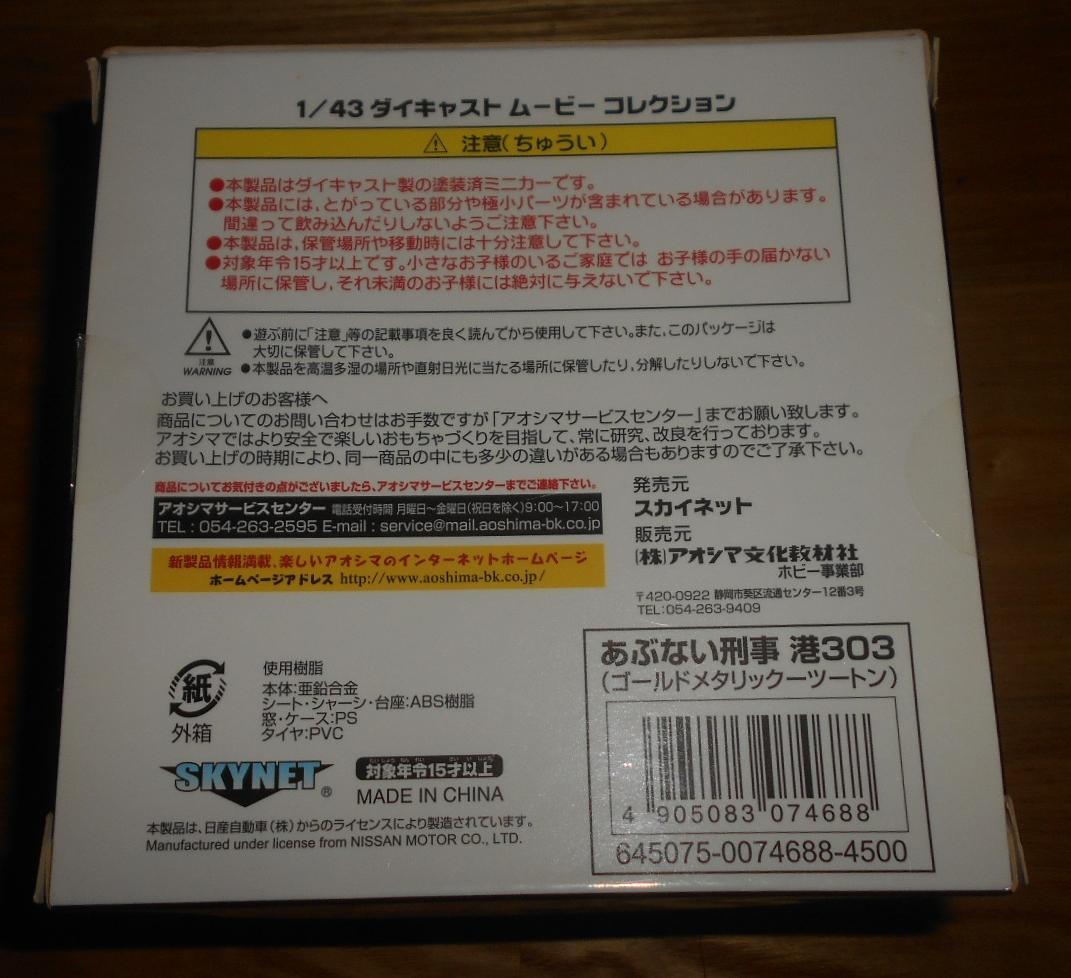 1/43 ダイキャスト ムービー コレクション
注意(ちゅうい)
●本製品はダイキャスト製の塗装済ミニカーです。
●本製品には、とがっている部分や極小パーツが含まれている場合があります。
間違って飲み込んだりしないようご注意下さい。
●本製品は、保管場所や移動時には十分注意して下さい。
●対象年令15才以上です。小さなお子様のいるご家庭では お子様の手の届かない
場所に保管し、それ未満のお子様には絶対に与えないで下さい。
注意
WARNING
●遊ぶ前に「注意」等の記載事項を良く読んでから使用して下さい。また、このパッケージは
大切に保管して下さい。
●本製品を高温多湿の場所や直射日光に当たる場所に保管したり、分解したりしないで下さい。
お買い上げのお客様へ
商品についてのお問い合わせはお手数ですが「アオシマサービスセンター」までお願い致します。
アオシマではより安全で楽しいおもちゃづくりを目指して、常に研究、改良を行っております。
お買い上げの時期により、同一商品の中にも多少の違いがある場合もありますのでご了承下さい。
商品についてお気付きの点がございましたら、アオシマサービスセンターまでご連絡下さい。
アオシマサービスセンター 電話受付時間 月曜日～金曜日(祝日を除く)9:00～17:00
TEL : 054-263-2595 E-mail : service@mail.aoshima-bk.co.jp
新製品情報満載、楽しいアオシマのインターネットホームページ
ホームページアドレス http://www.aoshima-bk.co.jp/
発売元
スカイネット
販売元
(株)アオシマ文化教材社
ホビー事業部
〒420-0922 静岡市葵区流通センター12番3号
TEL:054-263-9409
紙
外箱
使用樹脂
本体:亜鉛合金
シート・シャーシ・台座:ABS樹脂
窓・ケース:PS
タイヤ:PVC
SKYNET®
対象年令15才以上
MADE IN CHINA
本製品は、日産自動車(株)からのライセンスにより製造されています。
Manufactured under license from NISSAN MOTOR CO., LTD.
あぶない刑事 港303
(ゴールドメタリックーツートン)
4 905083 074688
645075-0074688-4500